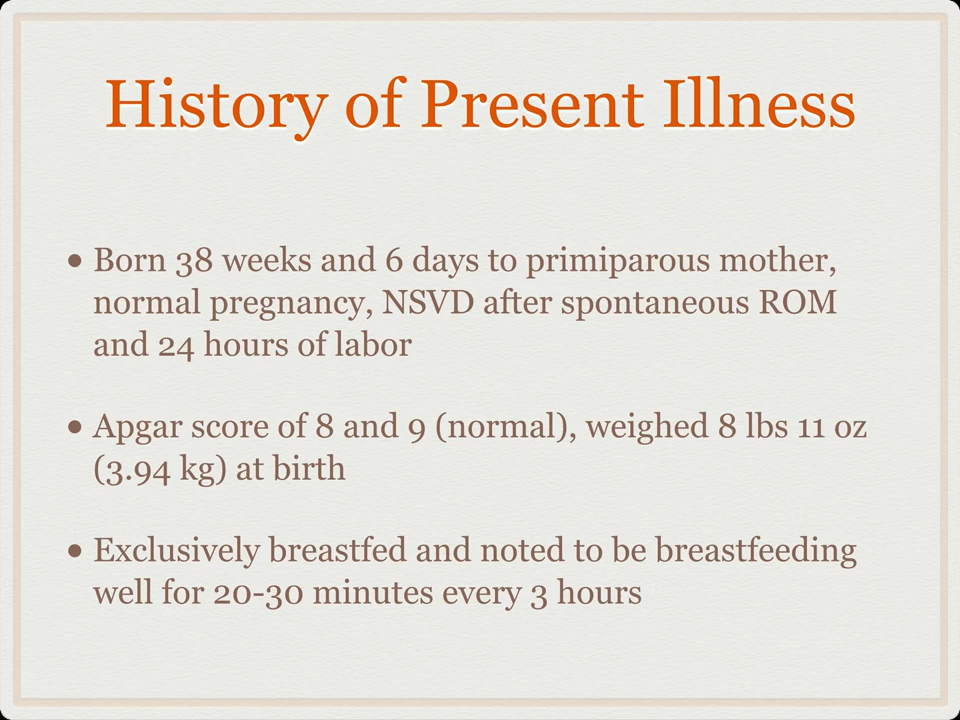 History of Present Illness
• Born 38 weeks and 6 days to primiparous mother,
normal pregnancy, NSVD after spontaneous ROM
and 24 hours of labor
• Apgar score of 8 and 9 (normal), weighed 8 lbs 11 oz
(3.94 kg) at birth
• Exclusively breastfed and noted to be breastfeeding
well for 20-30 minutes every 3 hours